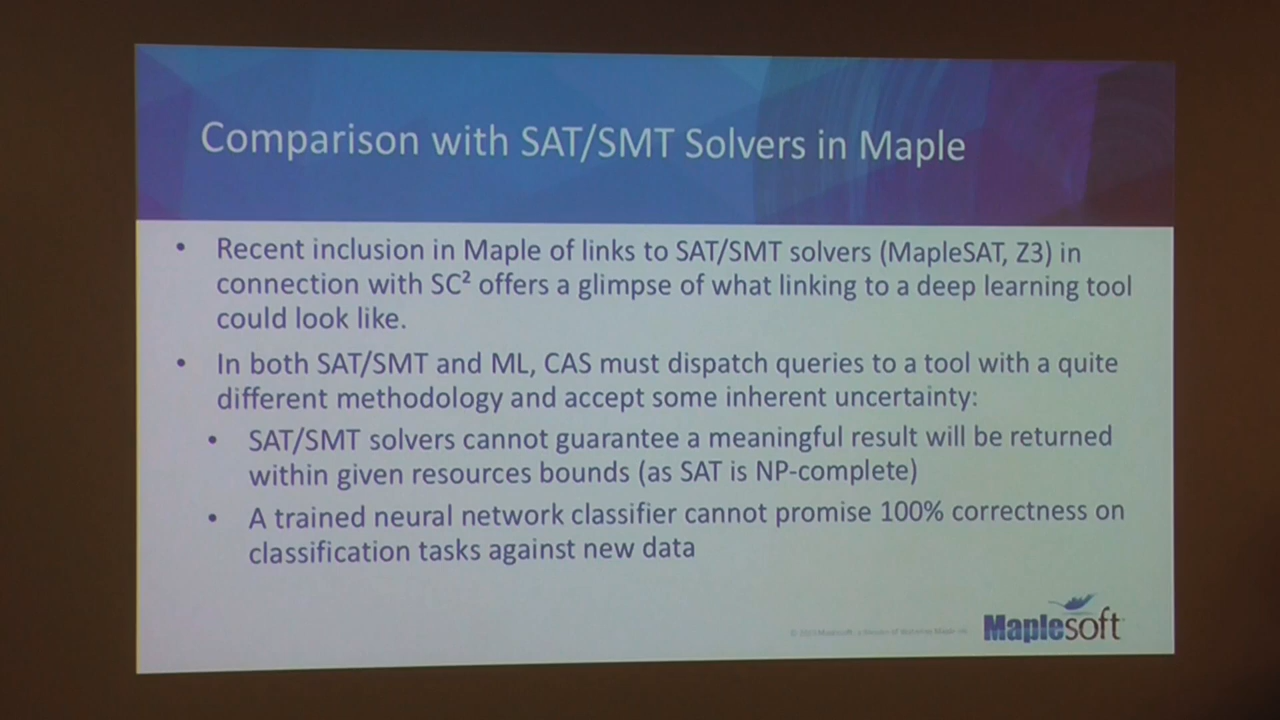 Comparison with SAT/SMT Solvers in Maple
• Recent inclusion in Maple of links to SAT/SMT solvers (MapleSAT, Z3) in
connection with SC² offers a glimpse of what linking to a deep learning tool
could look like.
• In both SAT/SMT and ML, CAS must dispatch queries to a tool with a quite
different methodology and accept some inherent uncertainty:
• SAT/SMT solvers cannot guarantee a meaningful result will be returned
within given resources bounds (as SAT is NP-complete)
• A trained neural network classifier cannot promise 100% correctness on
classification tasks against new data
Maplesoft